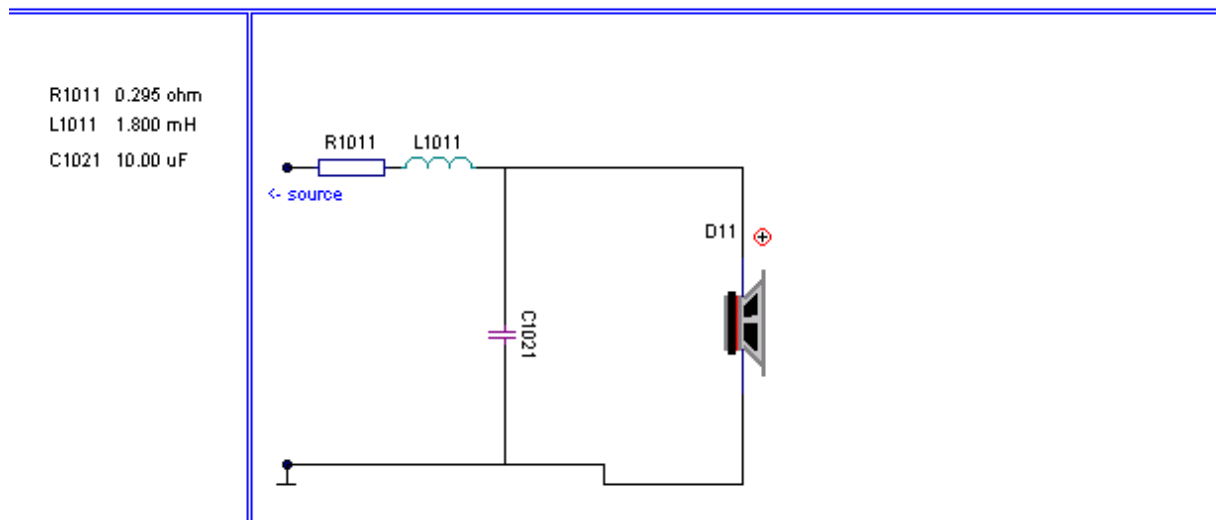 R1011 0.295 ohm
L1011 1.800 mH
C1021 10.00 uF
R1011 L1011
<- source
D11
C1021